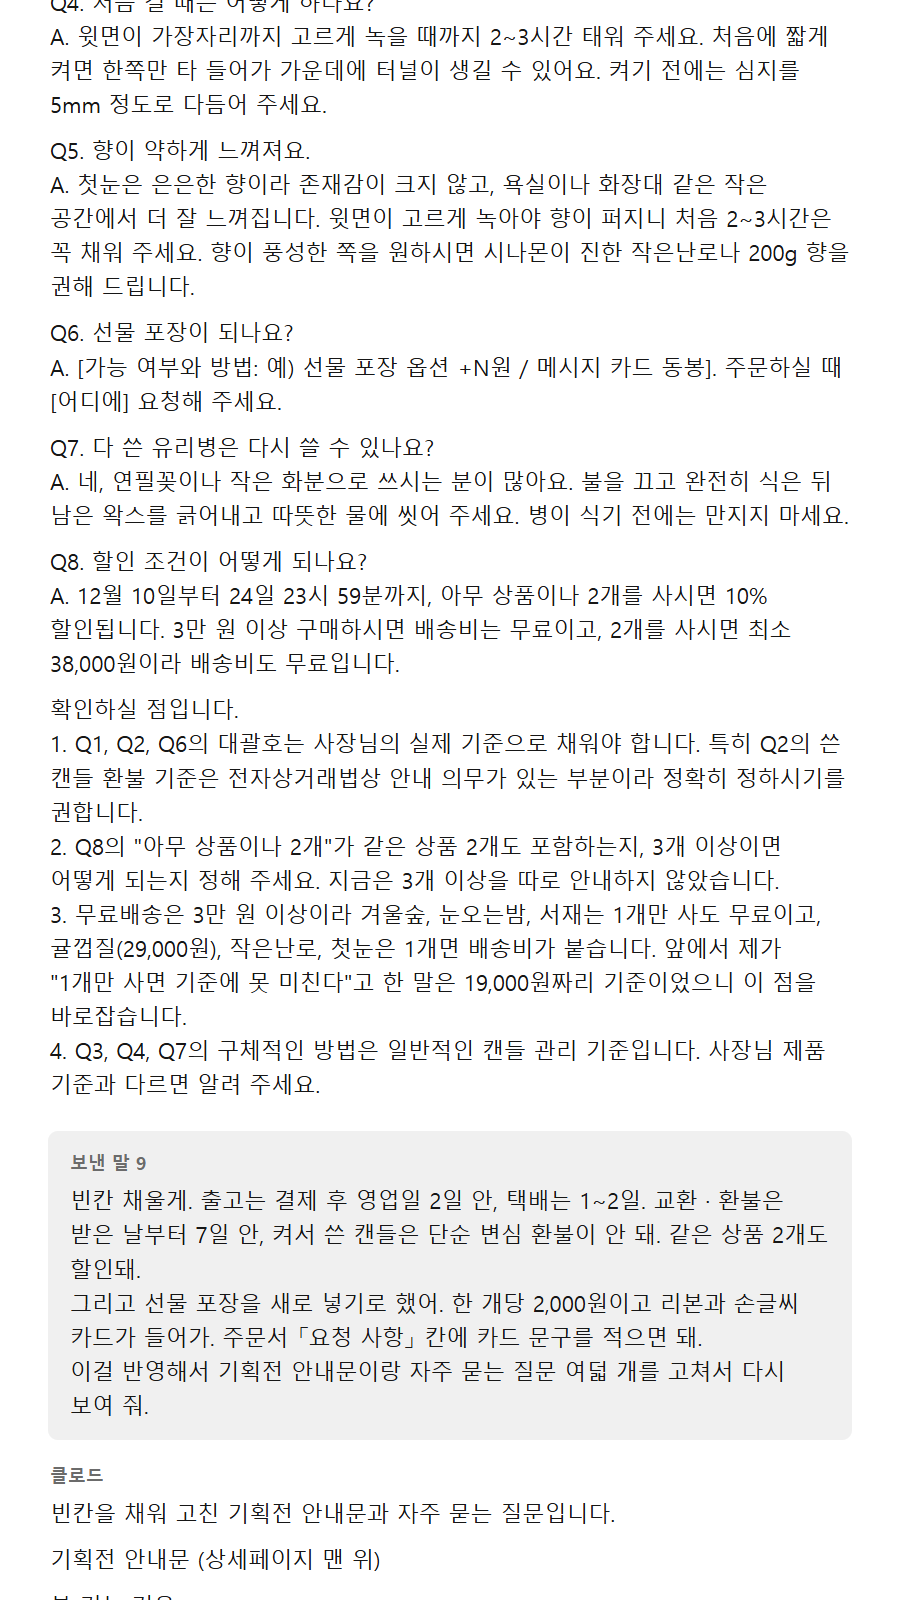 Q4. 처음 켤 때는 어떻게 하나요?
A. 윗면이 가장자리까지 고르게 녹을 때까지 2~3시간 태워 주세요. 처음에 짧게
켜면 한쪽만 타 들어가 가운데에 터널이 생길 수 있어요. 켜기 전에는 심지를
5mm 정도로 다듬어 주세요.
Q5. 향이 약하게 느껴져요.
A. 첫눈은 은은한 향이라 존재감이 크지 않고, 욕실이나 화장대 같은 작은
공간에서 더 잘 느껴집니다. 윗면이 고르게 녹아야 향이 퍼지니 처음 2~3시간은
꼭 채워 주세요. 향이 풍성한 쪽을 원하시면 시나몬이 진한 작은난로나 200g 향을
권해 드립니다.
Q6. 선물 포장이 되나요?
A. [가능 여부와 방법: 예) 선물 포장 옵션 +N원 / 메시지 카드 동봉]. 주문하실 때
[어디에] 요청해 주세요.
Q7. 다 쓴 유리병은 다시 쓸 수 있나요?
A. 네, 연필꽂이나 작은 화분으로 쓰시는 분이 많아요. 불을 끄고 완전히 식은 뒤
남은 왁스를 긁어내고 따뜻한 물에 씻어 주세요. 병이 식기 전에는 만지지 마세요.
Q8. 할인 조건이 어떻게 되나요?
A. 12월 10일부터 24일 23시 59분까지, 아무 상품이나 2개를 사시면 10%
할인됩니다. 3만 원 이상 구매하시면 배송비는 무료이고, 2개를 사시면 최소
38,000원이라 배송비도 무료입니다.
확인하실 점입니다.
1. Q1, Q2, Q6의 대괄호는 사장님의 실제 기준으로 채워야 합니다. 특히 Q2의 쓴
캔들 환불 기준은 전자상거래법상 안내 의무가 있는 부분이라 정확히 정하시기를
권합니다.
2. Q8의 "아무 상품이나 2개"가 같은 상품 2개도 포함하는지, 3개 이상이면
어떻게 되는지 정해 주세요. 지금은 3개 이상을 따로 안내하지 않았습니다.
3. 무료배송은 3만 원 이상이라 겨울숲, 눈오는밤, 서재는 1개만 사도 무료이고,
귤껍질(29,000원), 작은난로, 첫눈은 1개면 배송비가 붙습니다. 앞에서 제가
"1개만 사면 기준에 못 미친다"고 한 말은 19,000원짜리 기준이었으니 이 점을
바로잡습니다.
4. Q3, Q4, Q7의 구체적인 방법은 일반적인 캔들 관리 기준입니다. 사장님 제품
기준과 다르면 알려 주세요.
보낸 말 9
빈칸 채울게. 출고는 결제 후 영업일 2일 안, 택배는 1~2일. 교환·환불은
받은 날부터 7일 안, 켜서 쓴 캔들은 단순 변심 환불이 안 돼. 같은 상품 2개도
할인돼.
그리고 선물 포장을 새로 넣기로 했어. 한 개당 2,000원이고 리본과 손글씨
카드가 들어가. 주문서 「요청 사항」 칸에 카드 문구를 적으면 돼.
이걸 반영해서 기획전 안내문이랑 자주 묻는 질문 여덟 개를 고쳐서 다시
보여 줘.
클로드
빈칸을 채워 고친 기획전 안내문과 자주 묻는 질문입니다.
기획전 안내문 (상세페이지 맨 위)